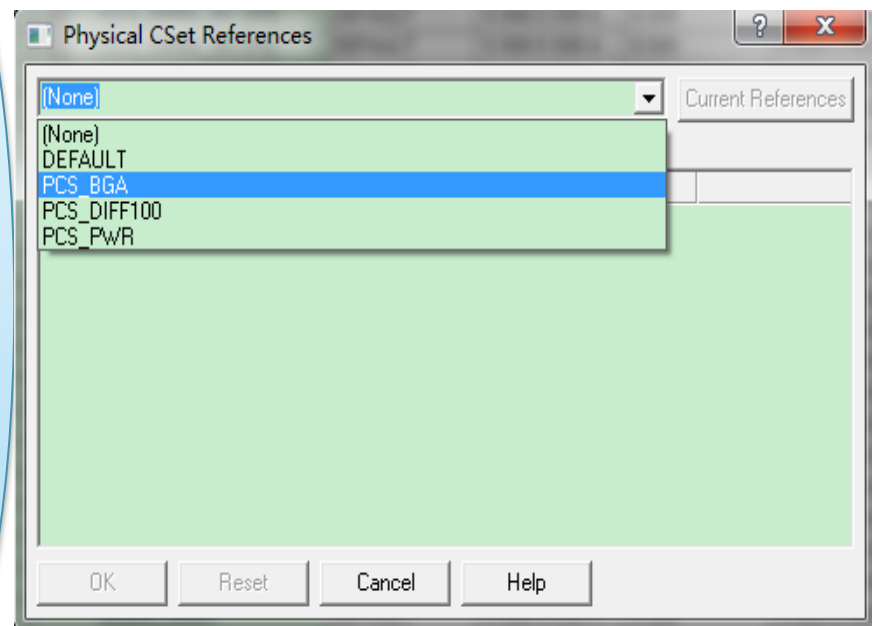 Physical CSet References
(None)
Current References
(None)
DEFAULT
PCS_BGA
PCS_DIFF100
PCS_PWR
OK Reset Cancel Help